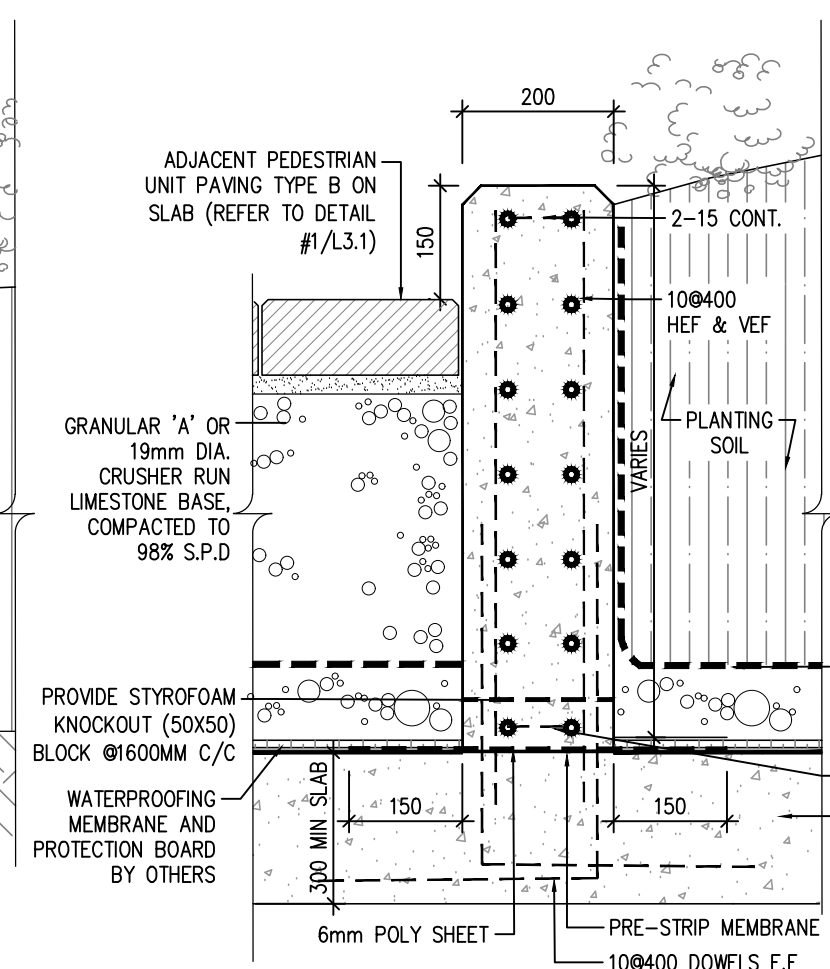 200
ADJACENT PEDESTRIAN
UNIT PAVING TYPE B ON
SLAB (REFER TO DETAIL
#1/L3.1)
150
2-15 CONT.
10@400
HEF & VEF
PLANTING
SOIL
VARIES
GRANULAR 'A' OR
19mm DIA.
CRUSHER RUN
LIMESTONE BASE,
COMPACTED TO
98% S.P.D
PROVIDE STYROFOAM
KNOCKOUT (50X50)
BLOCK @1600MM C/C
WATERPROOFING
MEMBRANE AND
PROTECTION BOARD
BY OTHERS
300 MIN SLAB
150
150
6mm POLY SHEET
PRE-STRIP MEMBRANE
10@400 DOWELS E.F.